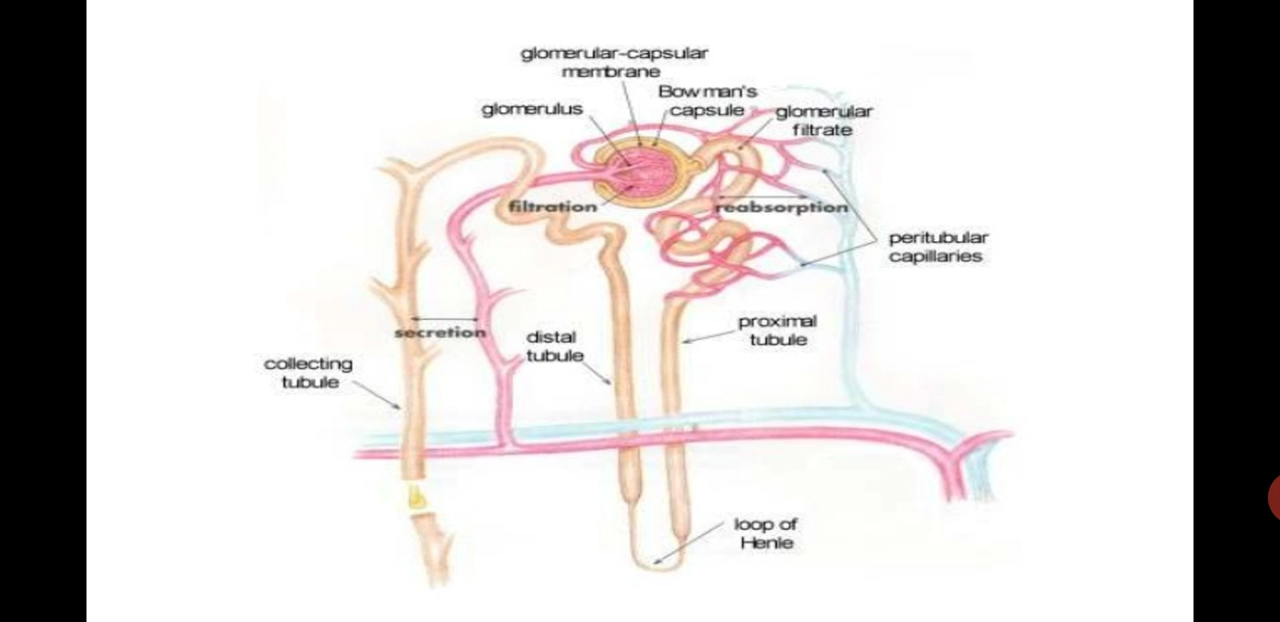 glomerular-capsular
membrane
Bowman's
capsule
glomerulus
glomerular
filtrate
filtration
reabsorption
peritubular
capillaries
secretion
distal
tubule
proximal
tubule
collecting
tubule
loop of
Henle